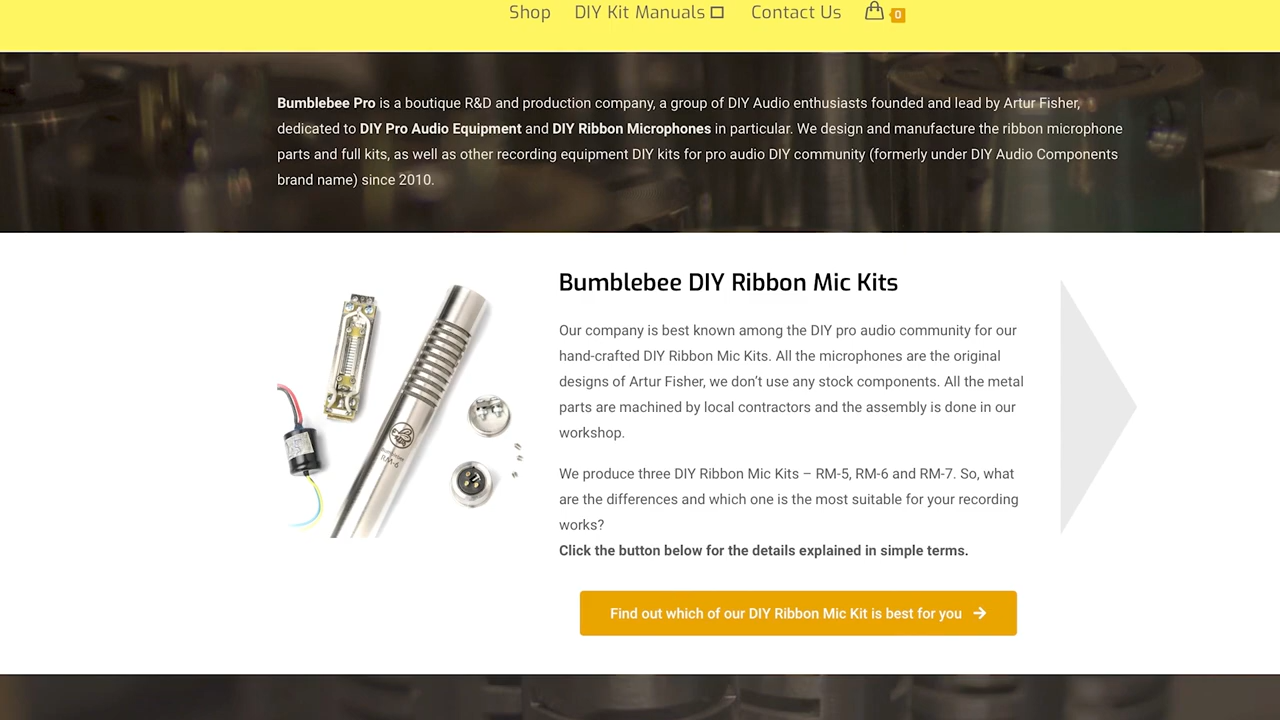 Shop DIY Kit Manuals Contact Us 0
Bumblebee Pro is a boutique R&D and production company, a group of DIY Audio enthusiasts founded and lead by Artur Fisher,
dedicated to DIY Pro Audio Equipment and DIY Ribbon Microphones in particular. We design and manufacture the ribbon microphone
parts and full kits, as well as other recording equipment DIY kits for pro audio DIY community (formerly under DIY Audio Components
brand name) since 2010.
Bumblebee DIY Ribbon Mic Kits
Our company is best known among the DIY pro audio community for our
hand-crafted DIY Ribbon Mic Kits. All the microphones are the original
designs of Artur Fisher, we don’t use any stock components. All the metal
parts are machined by local contractors and the assembly is done in our
workshop.
We produce three DIY Ribbon Mic Kits – RM-5, RM-6 and RM-7. So, what
are the differences and which one is the most suitable for your recording
works?
Click the button below for the details explained in simple terms.
Find out which of our DIY Ribbon Mic Kit is best for you
RM-6